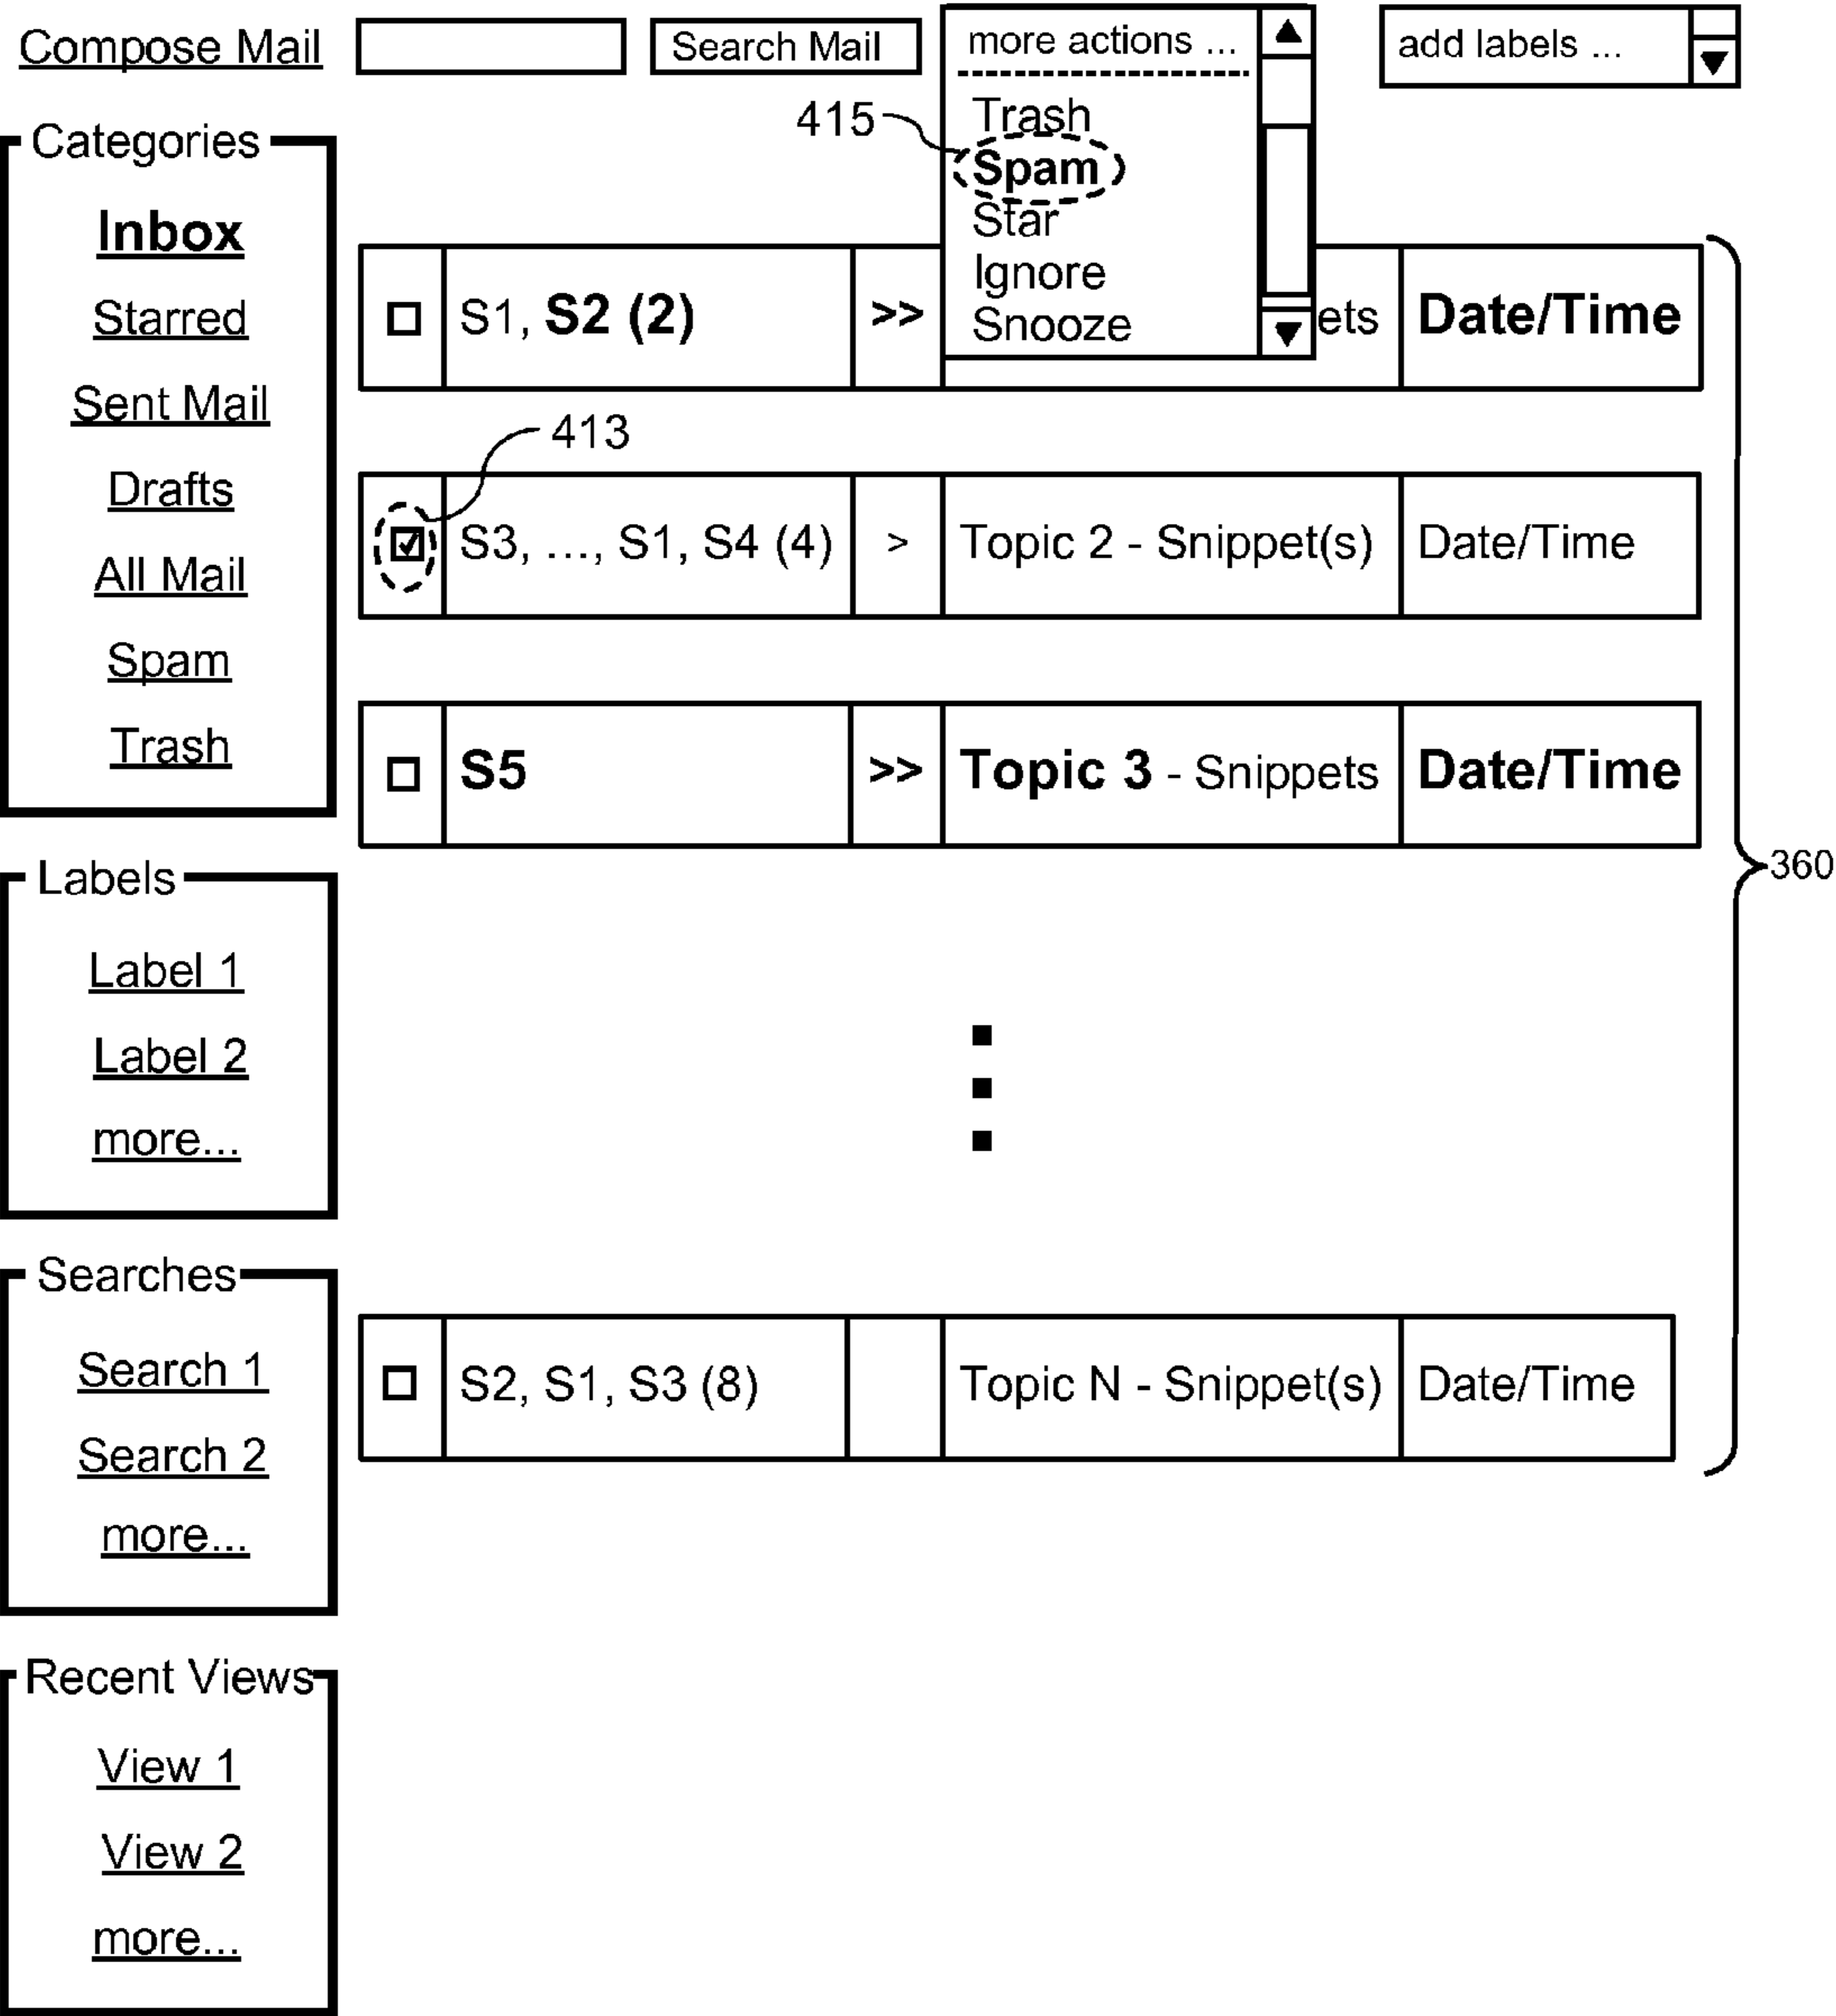 Compose Mail
Search Mail
more actions ...
add labels ...
Trash
Spam
Star
Ignore
Snooze
415
Categories
Inbox
Starred
Sent Mail
Drafts
All Mail
Spam
Trash
S1, S2 (2) >> ets Date/Time
413
S3, ..., S1, S4 (4) > Topic 2 - Snippet(s) Date/Time
S5 >> Topic 3 - Snippets Date/Time
360
Labels
Label 1
Label 2
more...
Searches
Search 1
Search 2
more...
S2, S1, S3 (8) Topic N - Snippet(s) Date/Time
Recent Views
View 1
View 2
more...